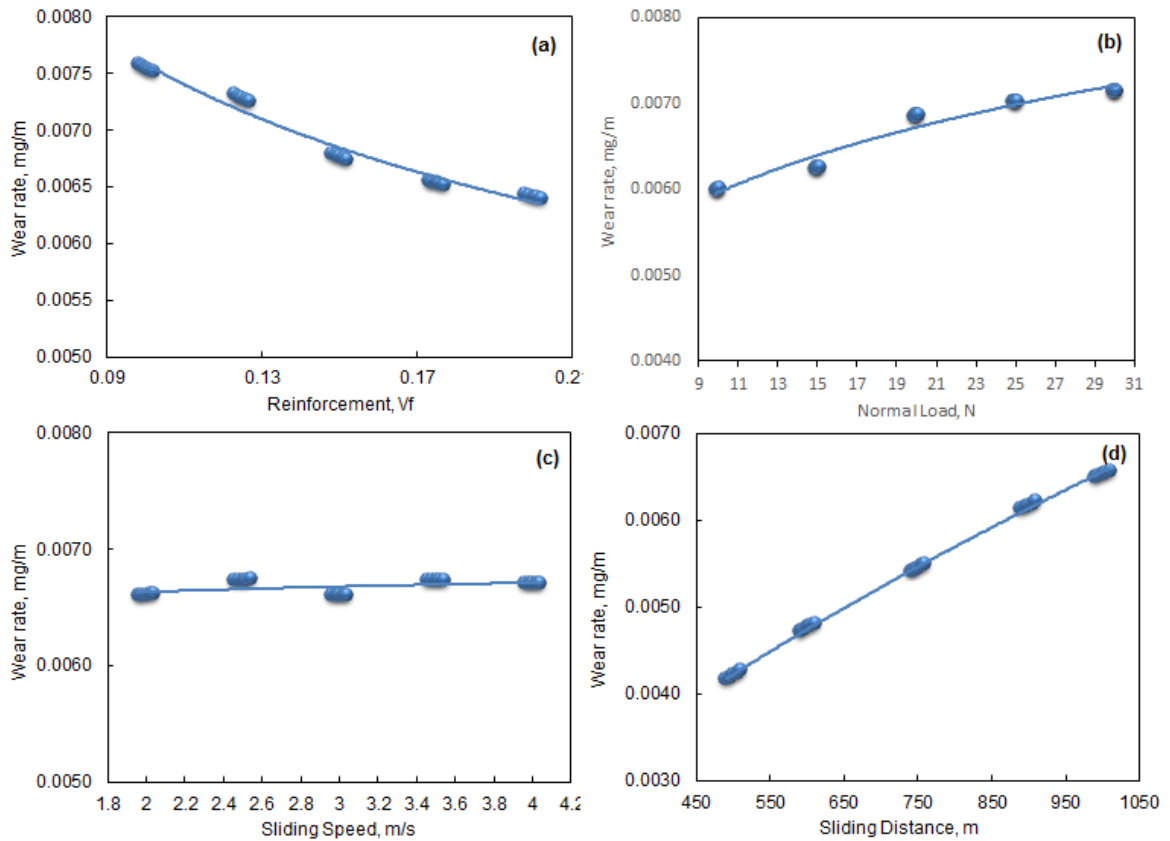 (a)
Wear rate, mg/m
0.0080
0.0075
0.0070
0.0065
0.0060
0.0055
0.0050
0.09 0.13 0.17 0.21
Reinforcement, Vf
(b)
Wear rate, mg/m
0.0080
0.0070
0.0060
0.0050
0.0040
9 11 13 15 17 19 21 23 25 27 29 31
Normal Load, N
(c)
Wear rate, mg/m
0.0080
0.0070
0.0060
0.0050
1.8 2 2.2 2.4 2.6 2.8 3 3.2 3.4 3.6 3.8 4 4.2
Sliding Speed, m/s
(d)
Wear rate, mg/m
0.0070
0.0060
0.0050
0.0040
0.0030
450 550 650 750 850 950 1050
Sliding Distance, m